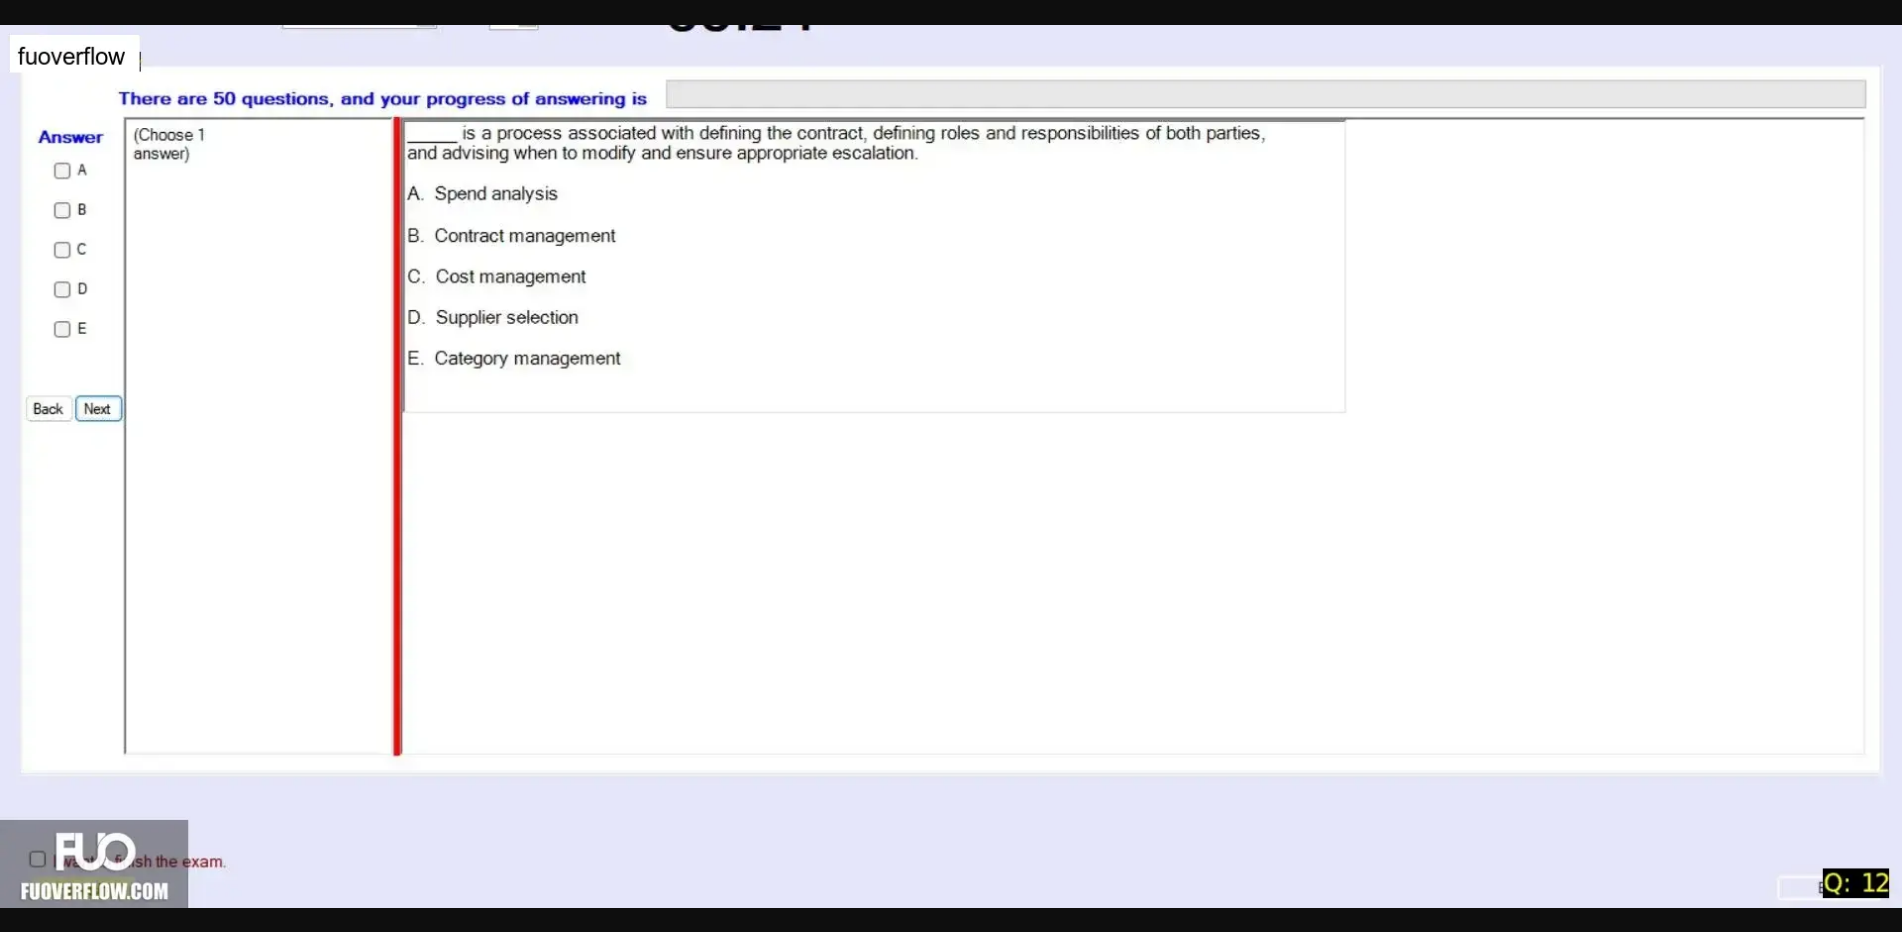 fuoverflow
There are 50 questions, and your progress of answering is
Answer
(Choose 1
answer)
A
B
C
D
E
Back Next
_____ is a process associated with defining the contract, defining roles and responsibilities of both parties,
and advising when to modify and ensure appropriate escalation.
A. Spend analysis
B. Contract management
C. Cost management
D. Supplier selection
E. Category management
FUO
the exam.
FUOVERFLOW.COM
Q: 12